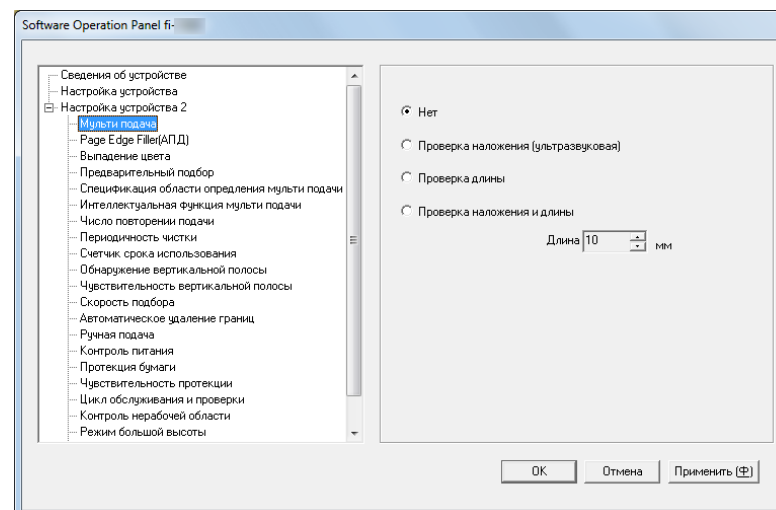 Software Operation Panel fi-
Сведения об устройстве
Настройка устройства
Настройка устройства 2
Мульти подача
Page Edge Filler(АПД)
Выпадение цвета
Предварительный подбор
Спецификация области опредления мульти подачи
Интеллектуальная функция мульти подачи
Число повторении подачи
Периодичность чистки
Счетчик срока использования
Обнаружение вертикальной полосы
Чувствительность вертикальной полосы
Скорость подбора
Автоматическое удаление границ
Ручная подача
Контроль питания
Протекция бумаги
Чувствительность протекции
Цикл обслуживания и проверки
Контроль нерабочей области
Режим большой высоты
Нет
Проверка наложения (ультразвуковая)
Проверка длины
Проверка наложения и длины
Длина 10 мм
OK Отмена Применить (Ф)